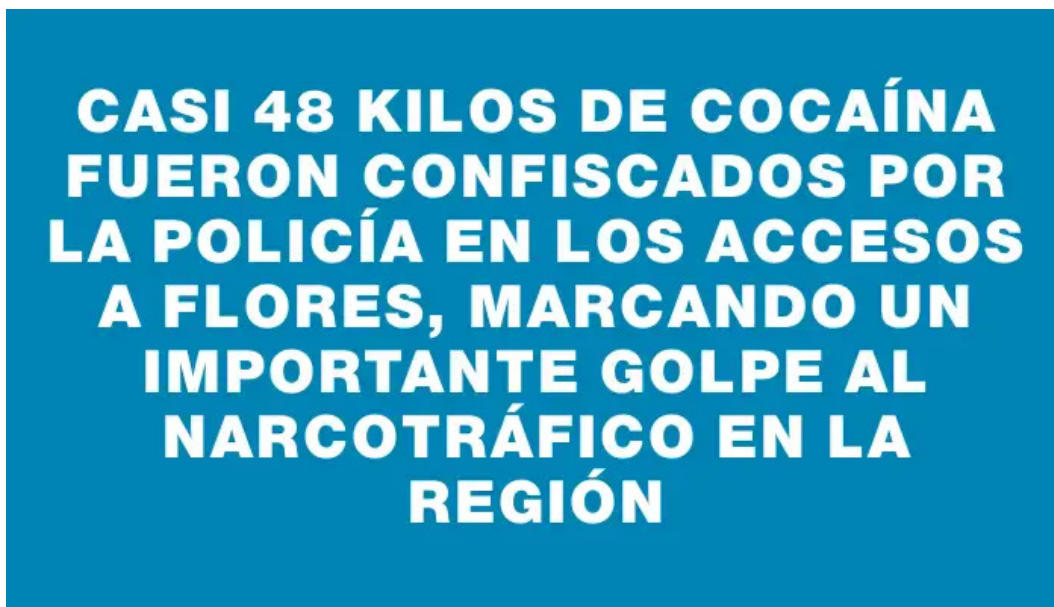 CASI 48 KILOS DE COCAÍNA
FUERON CONFISCADOS POR
LA POLICÍA EN LOS ACCESOS
A FLORES, MARCANDO UN
IMPORTANTE GOLPE AL
NARCOTRÁFICO EN LA
REGIÓN